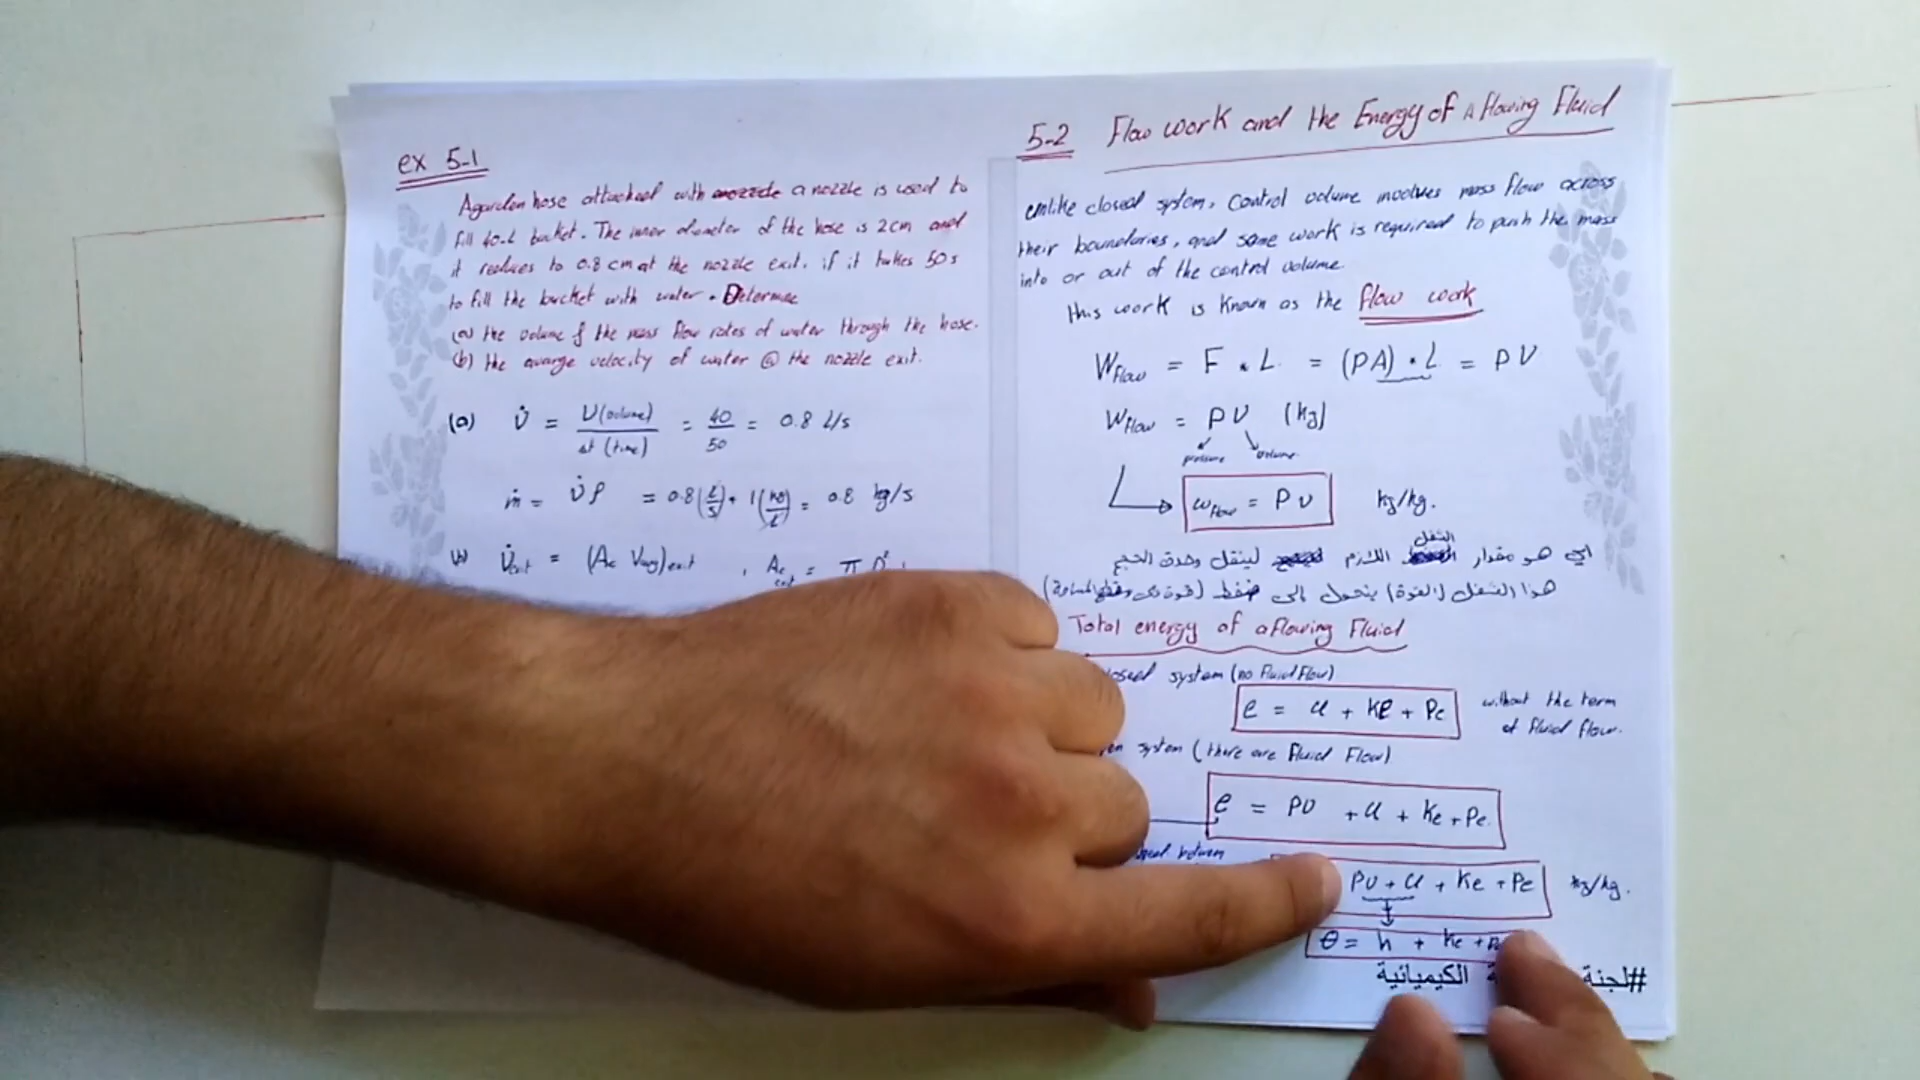 ex 5-1
A garden hose attached with a nozzle is used to
fill 40-L bucket. The inner diameter of the hose is 2cm and
it reduces to 0.8 cm at the nozzle exit. if it takes 50s
to fill the bucket with water. Determine
(a) the volume & the mass flow rates of water through the hose.
(b) the avarge velocity of water @ the nozzle exit.
(a) V̇ = V(volume) / Δt (time) = 40 / 50 = 0.8 L/s
ṁ = V̇ρ = 0.8 (L/s) * 1 (kg/L) = 0.8 kg/s
(b) V̇exit = (Ac Vavg)exit , Ac = π D²
5-2 Flow work and the Energy of A flowing Fluid
unlike closed system, Control volume involves mass flow across
their boundaries, and some work is required to push the mass
into or out of the control volume.
this work is known as the flow work
Wflow = F * L = (PA) * L = PV
Wflow = PV (kj)
pressure volume
wflow = Pv kj/kg.
الشغل
اي هو مقدار اللازم لينقل وحدة الحجم
هذا الشغل (القوة) يتحول إلى ضغط
Total energy of a flowing Fluid
system (no fluid flow)
e = u + ke + Pe without the term
of fluid flow.
system (there are fluid flow)
e = Pv + u + ke + Pe.
between
Pv + u + ke + Pe kj/kg.
θ = h + ke +
#لجنة الكيميائية